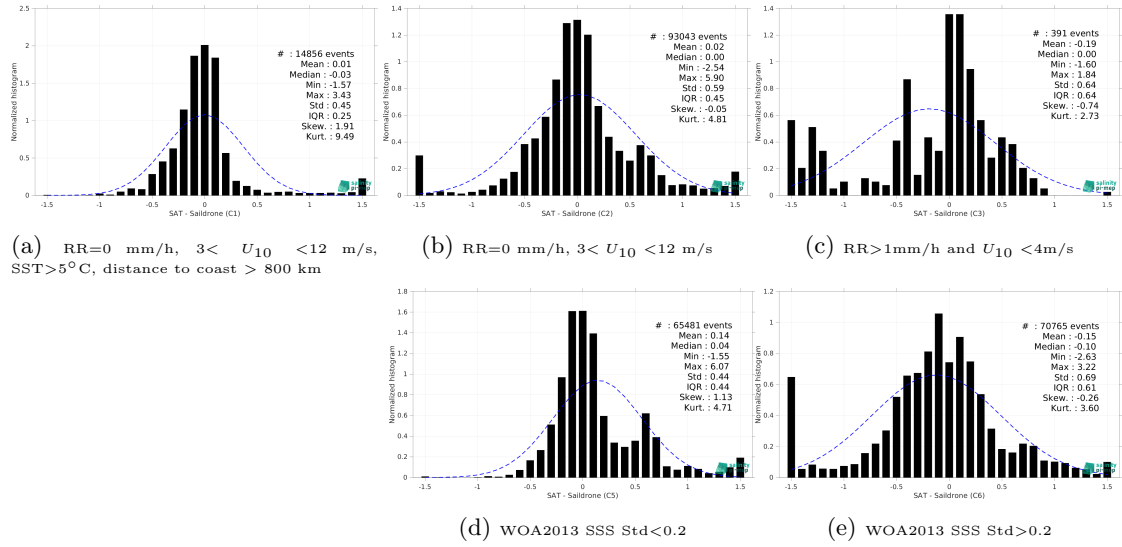 2.5
2
1.5
1
0.5
0
Normalized histogram
# : 14856 events
Mean : 0.01
Median : -0.03
Min : -1.57
Max : 3.43
Std : 0.45
IQR : 0.25
Skew. : 1.91
Kurt. : 9.49
salinity
pi-mep
-1.5 -1 -0.5 0 0.5 1 1.5
SAT - Saildrone (C1)
(a) RR=0 mm/h, 3< U10 <12 m/s,
SST>5°C, distance to coast > 800 km
1.4
1.2
1
0.8
0.6
0.4
0.2
0
Normalized histogram
# : 93043 events
Mean : 0.02
Median : 0.00
Min : -2.54
Max : 5.90
Std : 0.59
IQR : 0.45
Skew. : -0.05
Kurt. : 4.81
salinity
pi-mep
-1.5 -1 -0.5 0 0.5 1 1.5
SAT - Saildrone (C2)
(b) RR=0 mm/h, 3< U10 <12 m/s
1.4
1.2
1
0.8
0.6
0.4
0.2
0
Normalized histogram
# : 391 events
Mean : -0.19
Median : 0.00
Min : -1.60
Max : 1.84
Std : 0.64
IQR : 0.64
Skew. : -0.74
Kurt. : 2.73
salinity
pi-mep
-1.5 -1 -0.5 0 0.5 1 1.5
SAT - Saildrone (C3)
(c) RR>1mm/h and U10 <4m/s
1.8
1.6
1.4
1.2
1
0.8
0.6
0.4
0.2
0
Normalized histogram
# : 65481 events
Mean : 0.14
Median : 0.04
Min : -1.55
Max : 6.07
Std : 0.44
IQR : 0.44
Skew. : 1.13
Kurt. : 4.71
salinity
pi-mep
-1.5 -1 -0.5 0 0.5 1 1.5
SAT - Saildrone (C5)
(d) WOA2013 SSS Std<0.2
1.2
1
0.8
0.6
0.4
0.2
0
Normalized histogram
# : 70765 events
Mean : -0.15
Median : -0.10
Min : -2.63
Max : 3.22
Std : 0.69
IQR : 0.61
Skew. : -0.26
Kurt. : 3.60
salinity
pi-mep
-1.5 -1 -0.5 0 0.5 1 1.5
SAT - Saildrone (C6)
(e) WOA2013 SSS Std>0.2